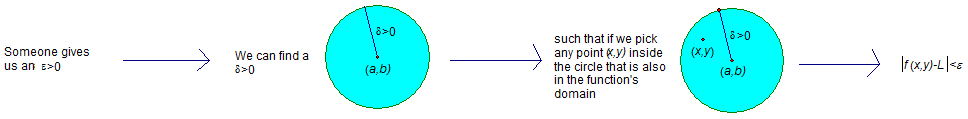 Someone gives
us an ε>0
We can find a
δ>0
δ>0
(a,b)
such that if we pick
any point (x,y) inside
the circle that is also
in the function's
domain
δ>0
(x,y)
(a,b)
|f (x,y)-L|<ε